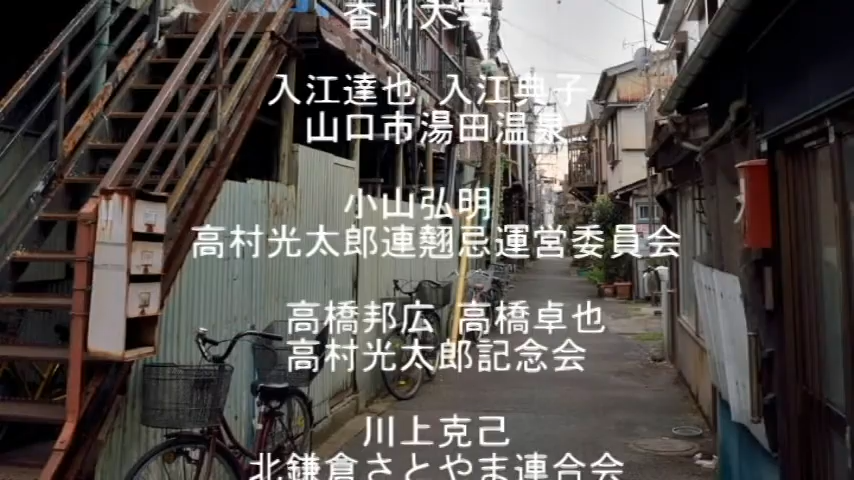 香川大学
入江達也 入江典子
山口市湯田温泉
小山弘明
高村光太郎連翹忌運営委員会
高橋邦広 高橋卓也
高村光太郎記念会
川上克己
北鎌倉さとやま連合会